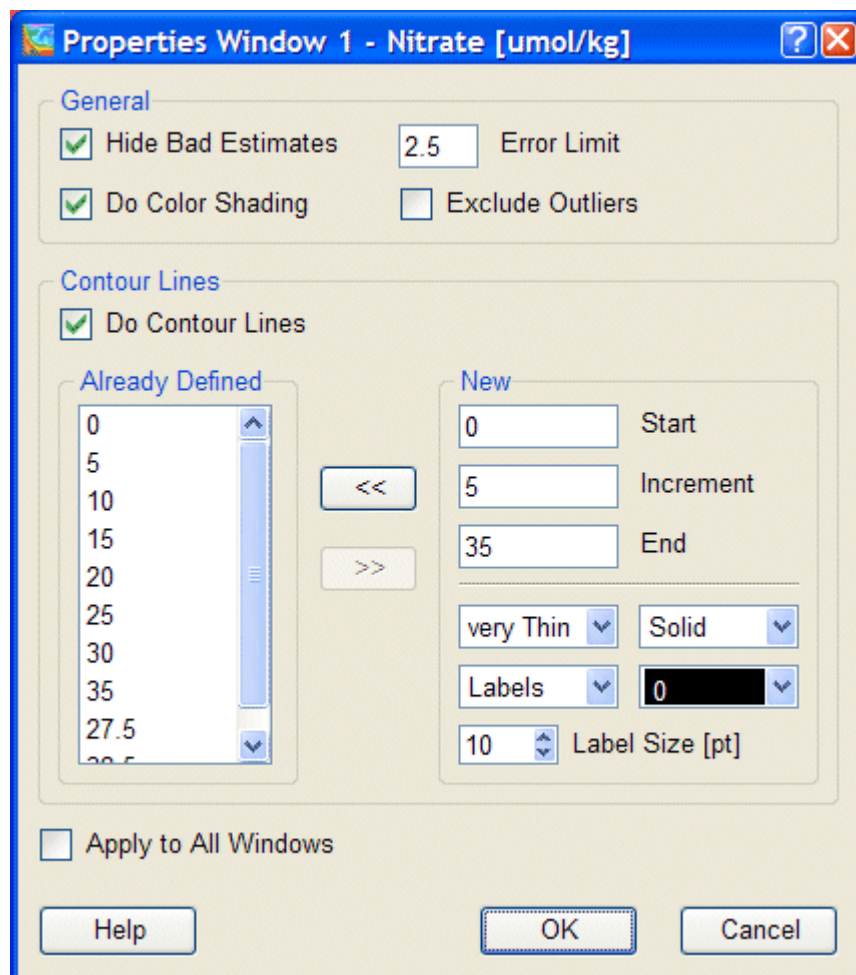 Properties Window 1 - Nitrate [umol/kg]
General
Hide Bad Estimates 2.5 Error Limit
Do Color Shading Exclude Outliers
Contour Lines
Do Contour Lines
Already Defined
0
5
10
15
20
25
30
35
27.5
<<
>>
New
0 Start
5 Increment
35 End
very Thin Solid
Labels 0
10 Label Size [pt]
Apply to All Windows
Help OK Cancel